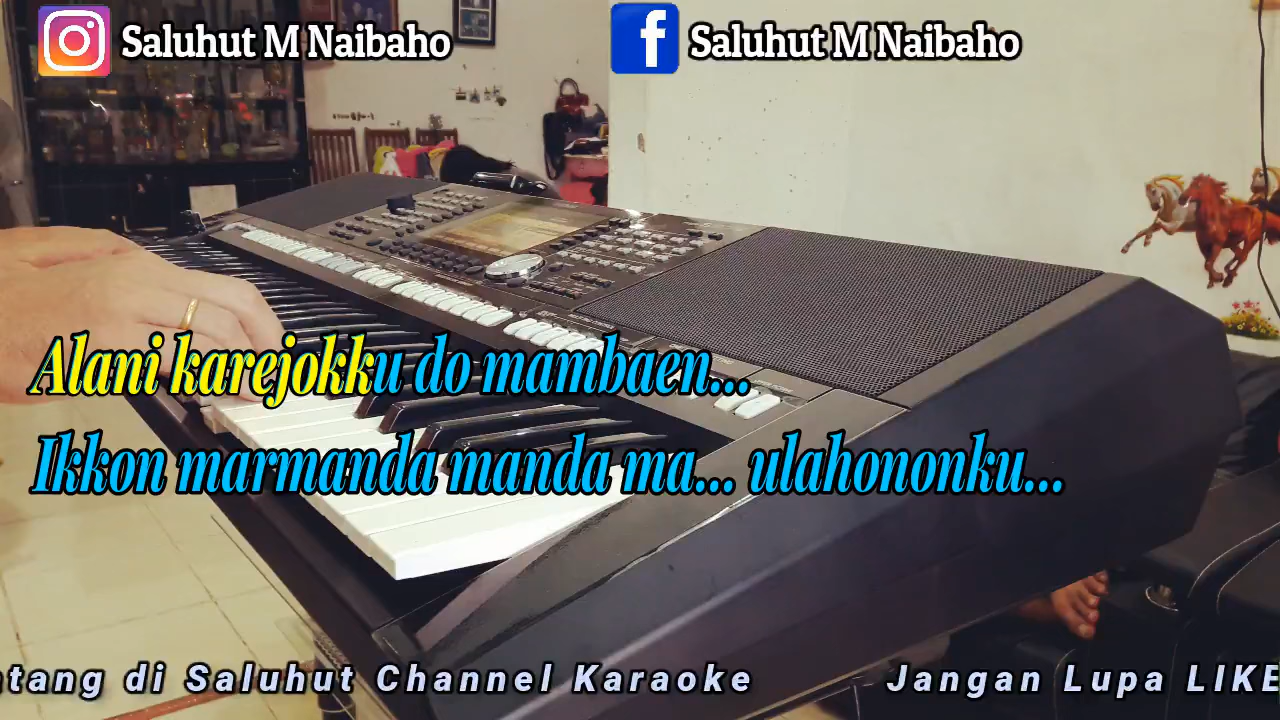 Saluhut M Naibaho
Saluhut M Naibaho
Alani karejokku do mambaen...
Ikkon marmanda manda ma... ulahononku...
ntang di Saluhut Channel Karaoke Jangan Lupa LIKE